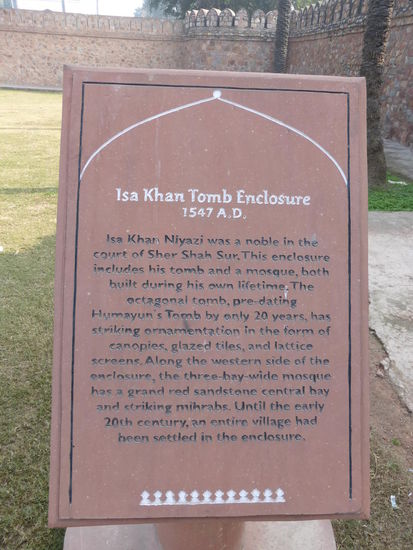 Isa Khan Tomb Enclosure
1547 A.D.
Isa Khan Niyazi was a noble in the
court of Sher Shah Sur. This enclosure
includes his tomb and a mosque, both
built during his own lifetime. The
octagonal tomb, pre-dating
Humayun's Tomb by only 20 years, has
striking ornamentation in the form of
canopies, glazed tiles, and lattice
screens. Along the western side of the
enclosure, the three-bay-wide mosque
has a grand red sandstone central bay
and striking mihrabs. Until the early
20th century, an entire village had
been settled in the enclosure.